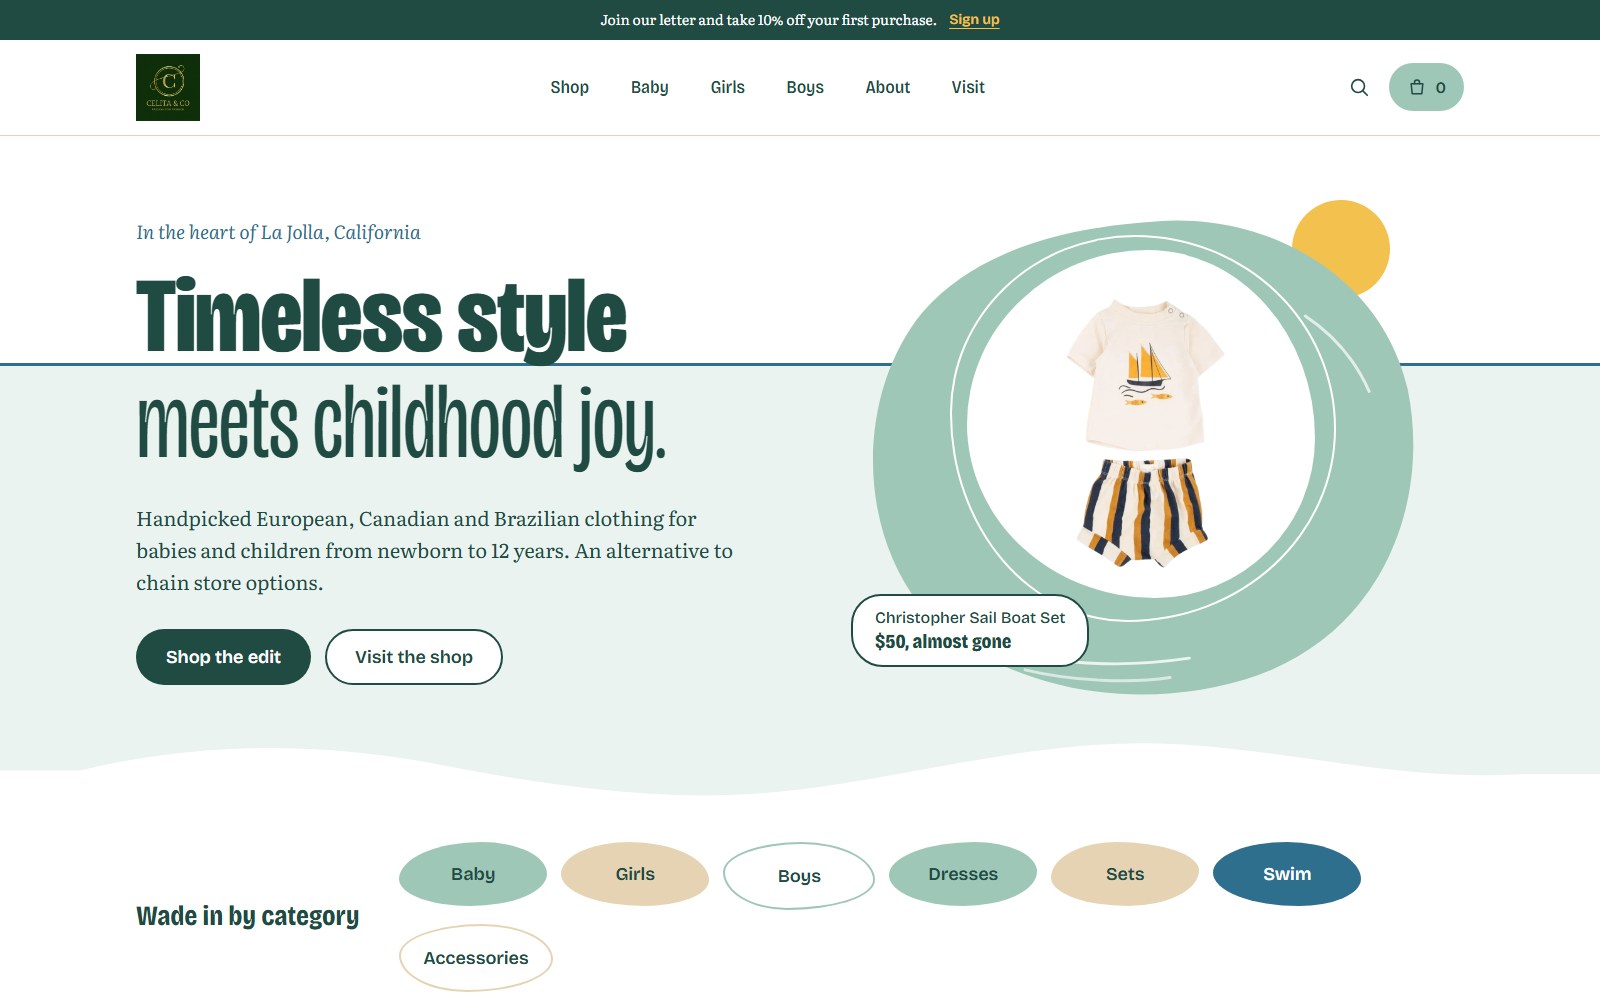 Join our letter and take 10% off your first purchase. Sign up
C
CELITA & CO
Shop
Baby
Girls
Boys
About
Visit
0
In the heart of La Jolla, California
Timeless style
meets childhood joy.
Handpicked European, Canadian and Brazilian clothing for
babies and children from newborn to 12 years. An alternative to
chain store options.
Shop the edit
Visit the shop
Christopher Sail Boat Set
$50, almost gone
Wade in by category
Baby
Girls
Boys
Dresses
Sets
Swim
Accessories